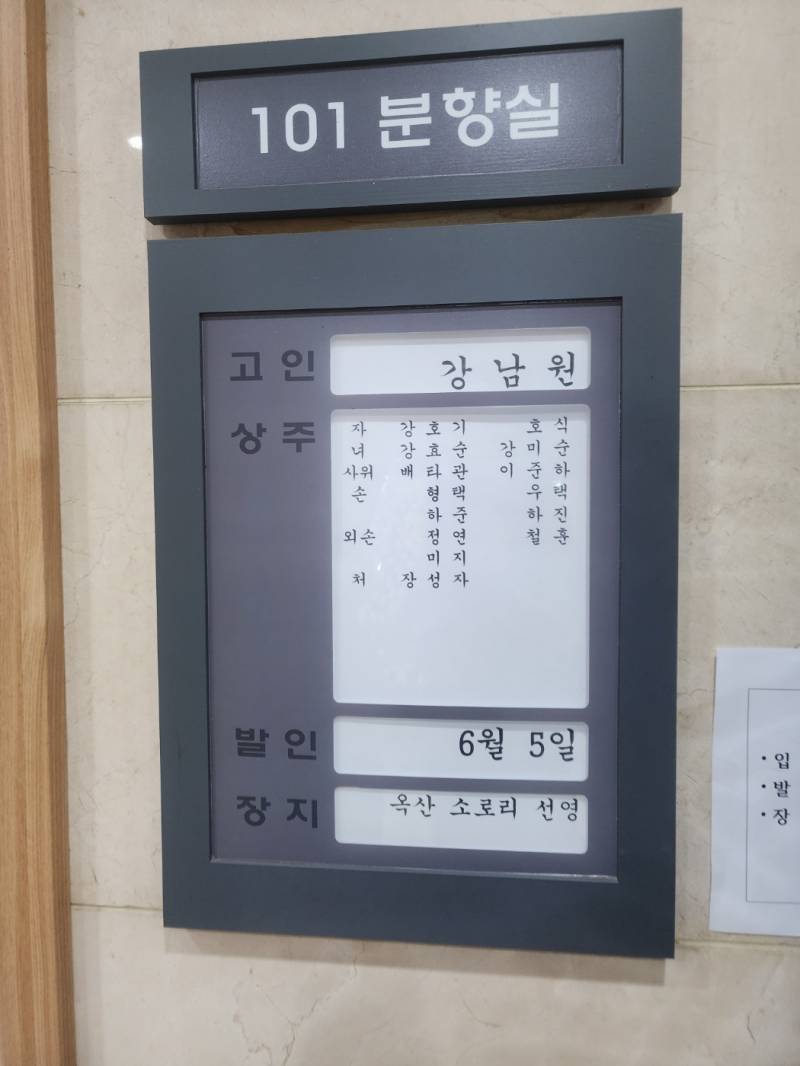 101 분향실
고인 강남원
상주
자 강호기 호식
녀 강효순 강미순
사위 배타관 이준하
손 형택 우택
하준 하진
외손 정연 철훈
미지
처 장성자
발인 6월 5일
장지 옥산 소로리 선영
· 입
· 발
· 장